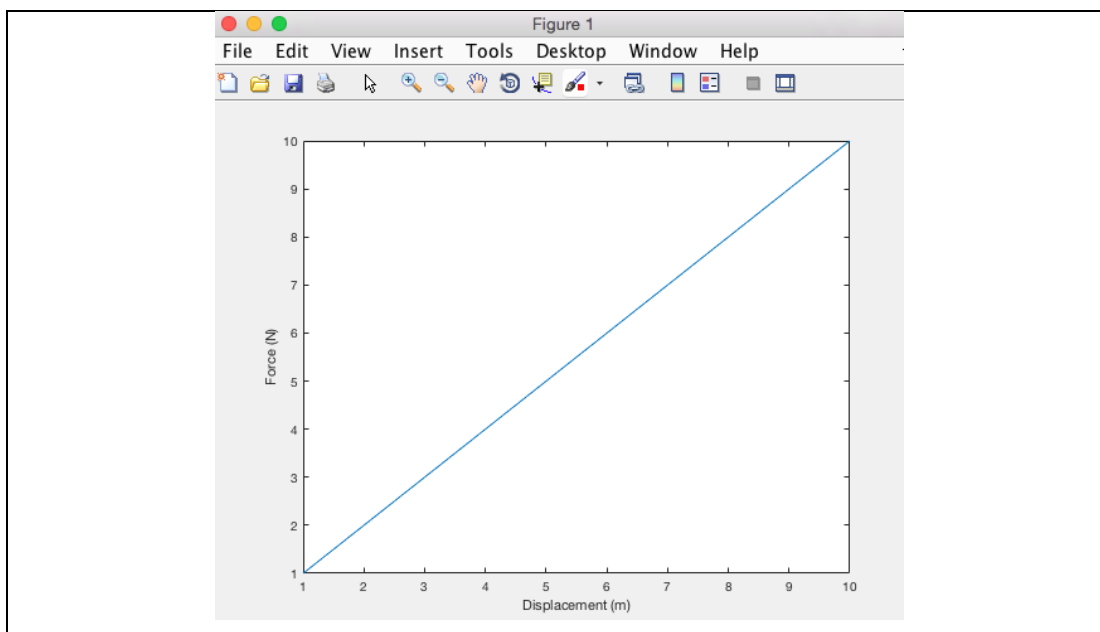 Figure 1
File Edit View Insert Tools Desktop Window Help
10
9
8
7
6
5
4
3
2
1
Force (N)
1 2 3 4 5 6 7 8 9 10
Displacement (m)